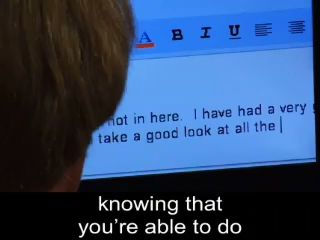 A B I U
not in here. I have had a very
take a good look at all the
knowing that
you're able to do